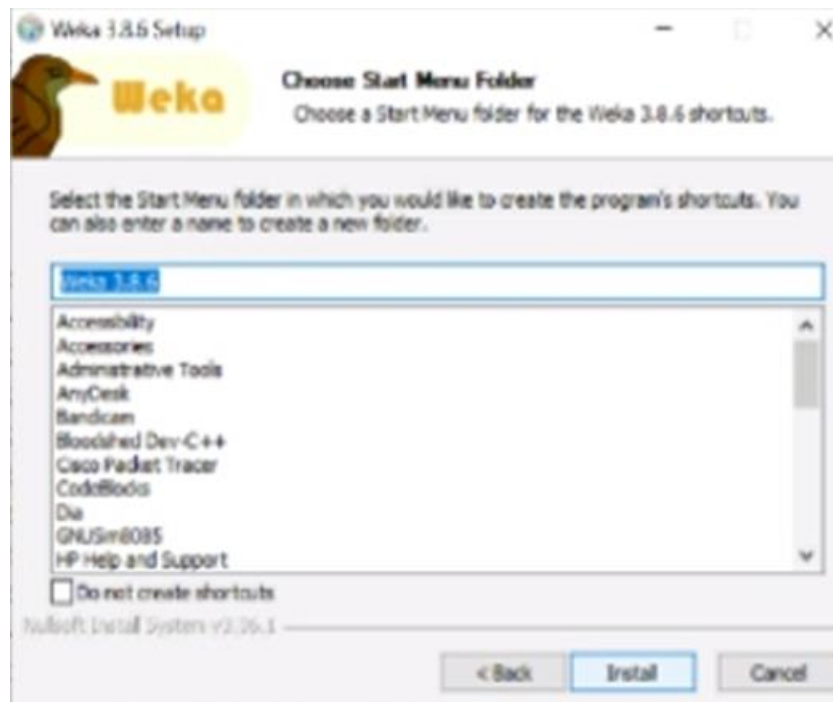 Weka 3.8.6 Setup
Weka
Choose Start Menu Folder
Choose a Start Menu folder for the Weka 3.8.6 shortcuts.
Select the Start Menu folder in which you would like to create the program's shortcuts. You
can also enter a name to create a new folder.
Weka 3.8.6
Accessibility
Accessories
Administrative Tools
AnyDesk
Bandicam
Bloodshed Dev-C++
Cisco Packet Tracer
CodeBlocks
Dia
GNUSim8085
HP Help and Support
Do not create shortcuts
Nullsoft Install System
< Back
Install
Cancel